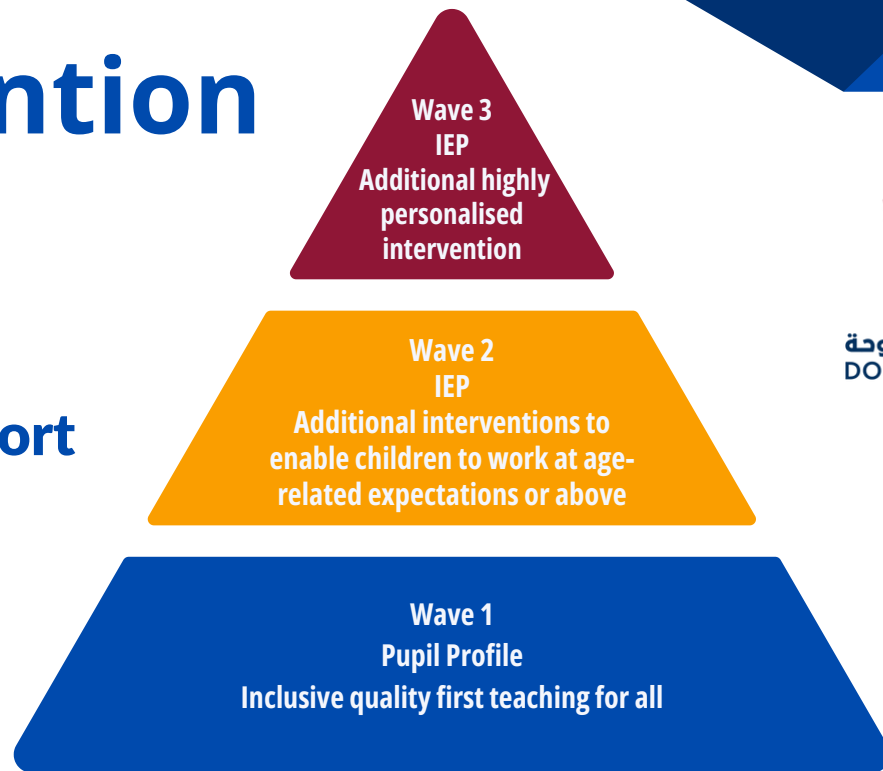 ntion
Wave 3
IEP
Additional highly
personalised
intervention
وحة
DO
Wave 2
IEP
Additional interventions to
enable children to work at age-
related expectations or above
ort
Wave 1
Pupil Profile
Inclusive quality first teaching for all